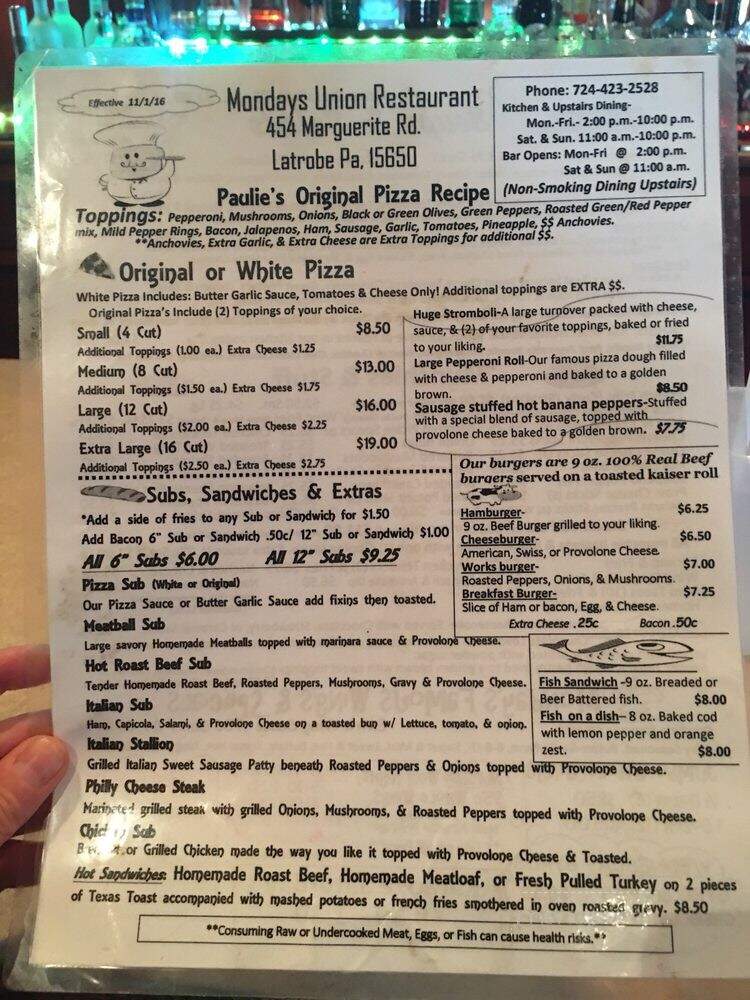 Effective 11/1/16
Mondays Union Restaurant
454 Marguerite Rd.
Latrobe Pa, 15650
Phone: 724-423-2528
Kitchen & Upstairs Dining-
Mon.-Fri.- 2:00 p.m.-10:00 p.m.
Sat. & Sun. 11:00 a.m.-10:00 p.m.
Bar Opens: Mon-Fri @ 2:00 p.m.
Sat & Sun @ 11:00 a.m.
(Non-Smoking Dining Upstairs)
Paulie's Original Pizza Recipe
Toppings: Pepperoni, Mushrooms, Onions, Black or Green Olives, Green Peppers, Roasted Green/Red Pepper
mix, Mild Pepper Rings, Bacon, Jalapenos, Ham, Sausage, Garlic, Tomatoes, Pineapple, $$ Anchovies.
**Anchovies, Extra Garlic, & Extra Cheese are Extra Toppings for additional $$.
Original or White Pizza
White Pizza Includes: Butter Garlic Sauce, Tomatoes & Cheese Only! Additional toppings are EXTRA $$.
Original Pizza's Include (2) Toppings of your choice.
Small (4 Cut) $8.50
Additional Toppings (1.00 ea.) Extra Cheese $1.25
Medium (8 Cut) $13.00
Additional Toppings ($1.50 ea.) Extra Cheese $1.75
Large (12 Cut) $16.00
Additional Toppings ($2.00 ea.) Extra Cheese $2.25
Extra Large (16 Cut) $19.00
Additional Toppings ($2.50 ea.) Extra Cheese $2.75
Huge Stromboli-A large turnover packed with cheese,
sauce, & (2) of your favorite toppings, baked or fried
to your liking. $11.75
Large Pepperoni Roll-Our famous pizza dough filled
with cheese & pepperoni and baked to a golden
brown. $8.50
Sausage stuffed hot banana peppers-Stuffed
with a special blend of sausage, topped with
provolone cheese baked to a golden brown. $7.75
Subs, Sandwiches & Extras
*Add a side of fries to any Sub or Sandwich for $1.50
Add Bacon 6" Sub or Sandwich .50c/ 12" Sub or Sandwich $1.00
All 6" Subs $6.00 All 12" Subs $9.25
Pizza Sub (White or Original)
Our Pizza Sauce or Butter Garlic Sauce add fixins then toasted.
Meatball Sub
Large savory Homemade Meatballs topped with marinara sauce & Provolone Cheese.
Hot Roast Beef Sub
Tender Homemade Roast Beef, Roasted Peppers, Mushrooms, Gravy & Provolone Cheese.
Italian Sub
Ham, Capicola, Salami, & Provolone Cheese on a toasted bun w/ Lettuce, tomato, & onion.
Italian Stallion
Grilled Italian Sweet Sausage Patty beneath Roasted Peppers & Onions topped with Provolone Cheese.
Philly Cheese Steak
Marinated grilled steak with grilled Onions, Mushrooms, & Roasted Peppers topped with Provolone Cheese.
Sub
or Grilled Chicken made the way you like it topped with Provolone Cheese & Toasted.
Our burgers are 9 oz. 100% Real Beef
burgers served on a toasted kaiser roll
Hamburger- $6.25
9 oz. Beef Burger grilled to your liking.
Cheeseburger- $6.50
American, Swiss, or Provolone Cheese.
Works burger- $7.00
Roasted Peppers, Onions, & Mushrooms.
Breakfast Burger- $7.25
Slice of Ham or bacon, Egg, & Cheese.
Extra Cheese .25c Bacon .50c
Fish Sandwich -9 oz. Breaded or
Beer Battered fish. $8.00
Fish on a dish– 8 oz. Baked cod
with lemon pepper and orange
zest. $8.00
Hot Sandwiches: Homemade Roast Beef, Homemade Meatloaf, or Fresh Pulled Turkey on 2 pieces
of Texas Toast accompanied with mashed potatoes or french fries smothered in oven roasted gravy. $8.50
**Consuming Raw or Undercooked Meat, Eggs, or Fish can cause health risks.**